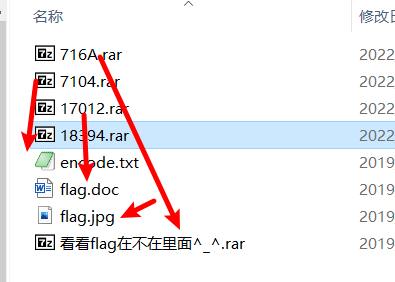 名称 修改日
716A.rar 2022
7104.rar 2022
17012.rar 2022
18394.rar 2022
encode.txt 2019
flag.doc 2019
flag.jpg 2019
看看flag在不在里面^_^.rar 2019